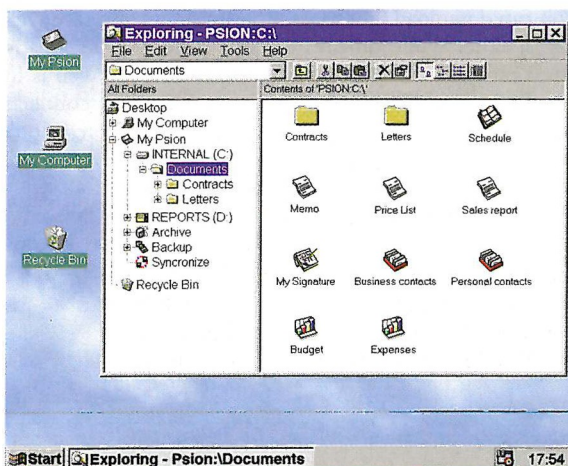 My Psion
My Computer
Recycle Bin
Exploring - PSION:C:\
File Edit View Tools Help
Documents
All Folders
Contents of 'PSION:C:\'
Desktop
My Computer
My Psion
INTERNAL (C:)
Documents
Contracts
Letters
REPORTS (D:)
Archive
Backup
Syncronize
Recycle Bin
Contracts Letters Schedule
Memo Price List Sales report
My Signature Business contacts Personal contacts
Budget Expenses
Start Exploring - Psion:\Documents 17:54